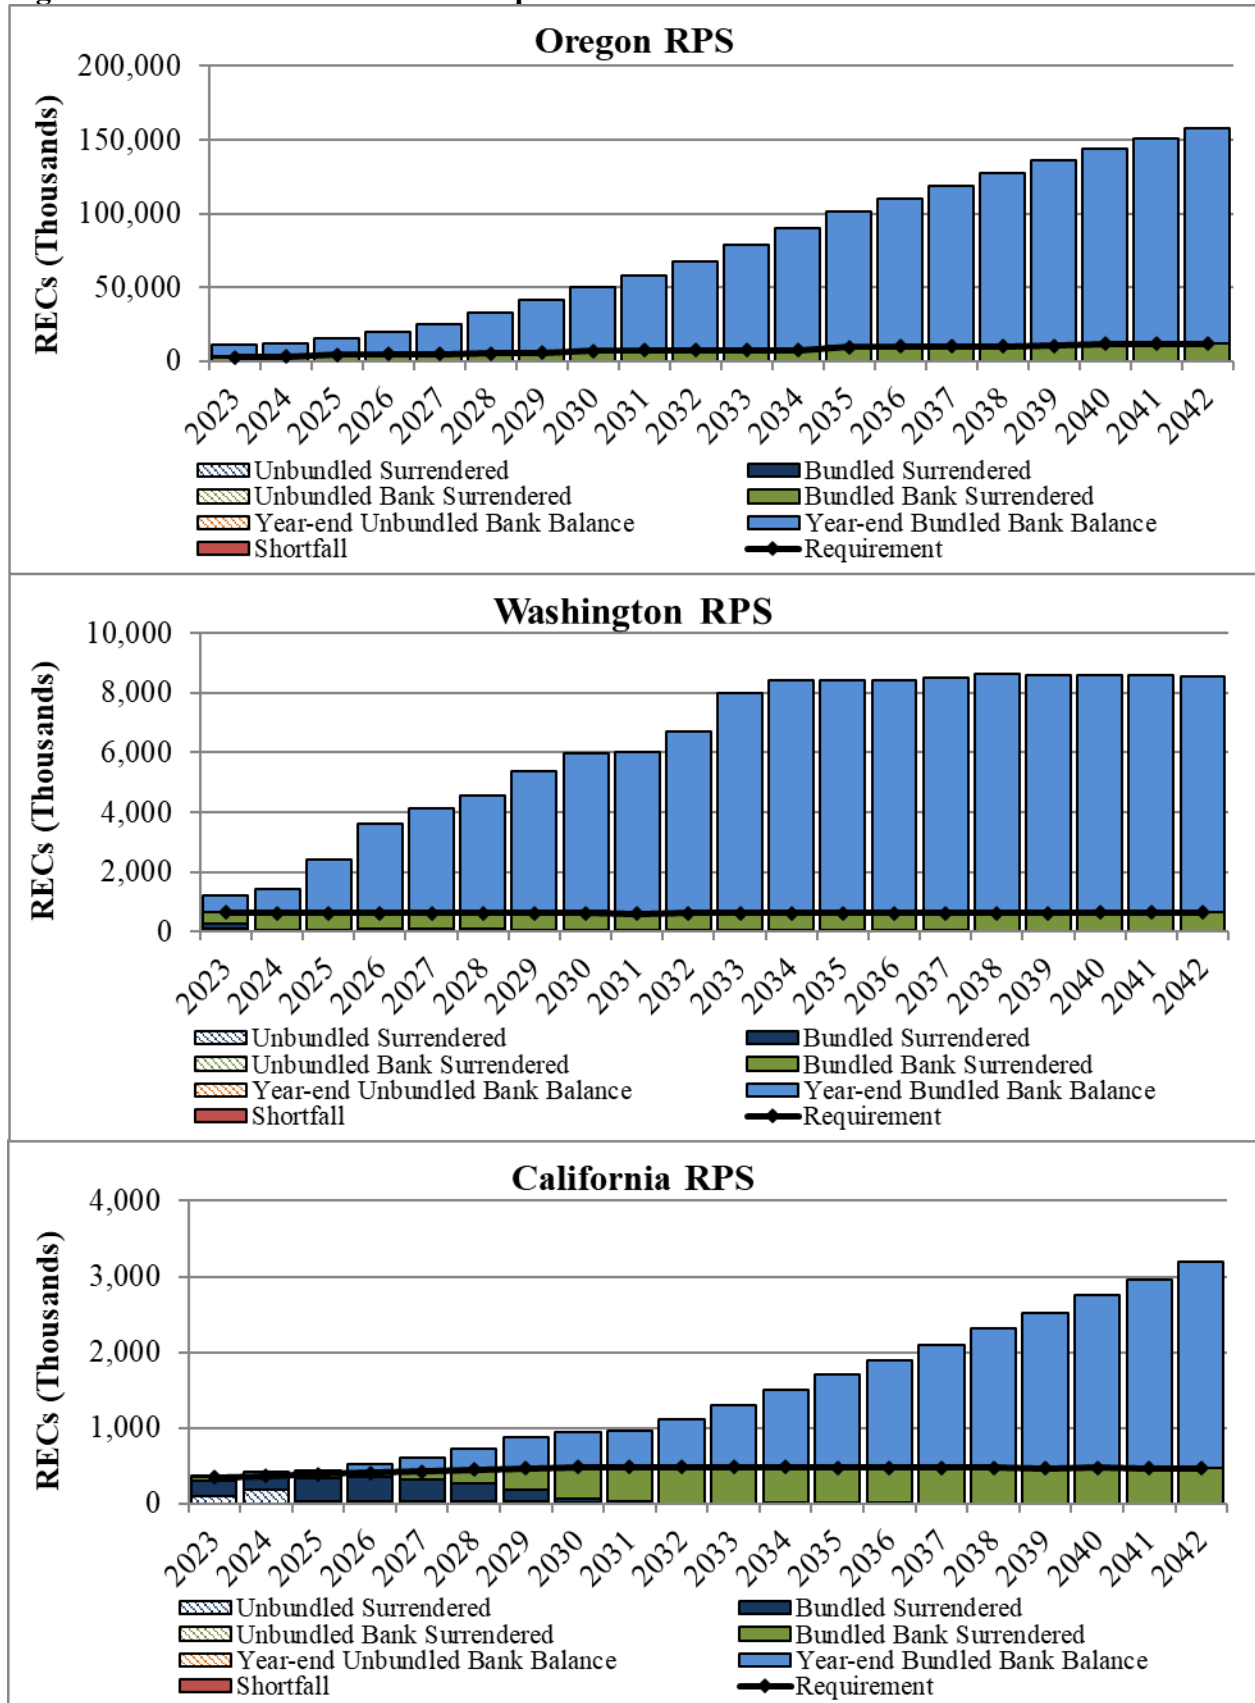 Oregon RPS
200,000
150,000
100,000
50,000
0
RECs (Thousands)
2023 2024 2025 2026 2027 2028 2029 2030 2031 2032 2033 2034 2035 2036 2037 2038 2039 2040 2041 2042
Unbundled Surrendered Bundled Surrendered
Unbundled Bank Surrendered Bundled Bank Surrendered
Year-end Unbundled Bank Balance Year-end Bundled Bank Balance
Shortfall Requirement
Washington RPS
10,000
8,000
6,000
4,000
2,000
0
RECs (Thousands)
2023 2024 2025 2026 2027 2028 2029 2030 2031 2032 2033 2034 2035 2036 2037 2038 2039 2040 2041 2042
Unbundled Surrendered Bundled Surrendered
Unbundled Bank Surrendered Bundled Bank Surrendered
Year-end Unbundled Bank Balance Year-end Bundled Bank Balance
Shortfall Requirement
California RPS
4,000
3,000
2,000
1,000
0
RECs (Thousands)
2023 2024 2025 2026 2027 2028 2029 2030 2031 2032 2033 2034 2035 2036 2037 2038 2039 2040 2041 2042
Unbundled Surrendered Bundled Surrendered
Unbundled Bank Surrendered Bundled Bank Surrendered
Year-end Unbundled Bank Balance Year-end Bundled Bank Balance
Shortfall Requirement